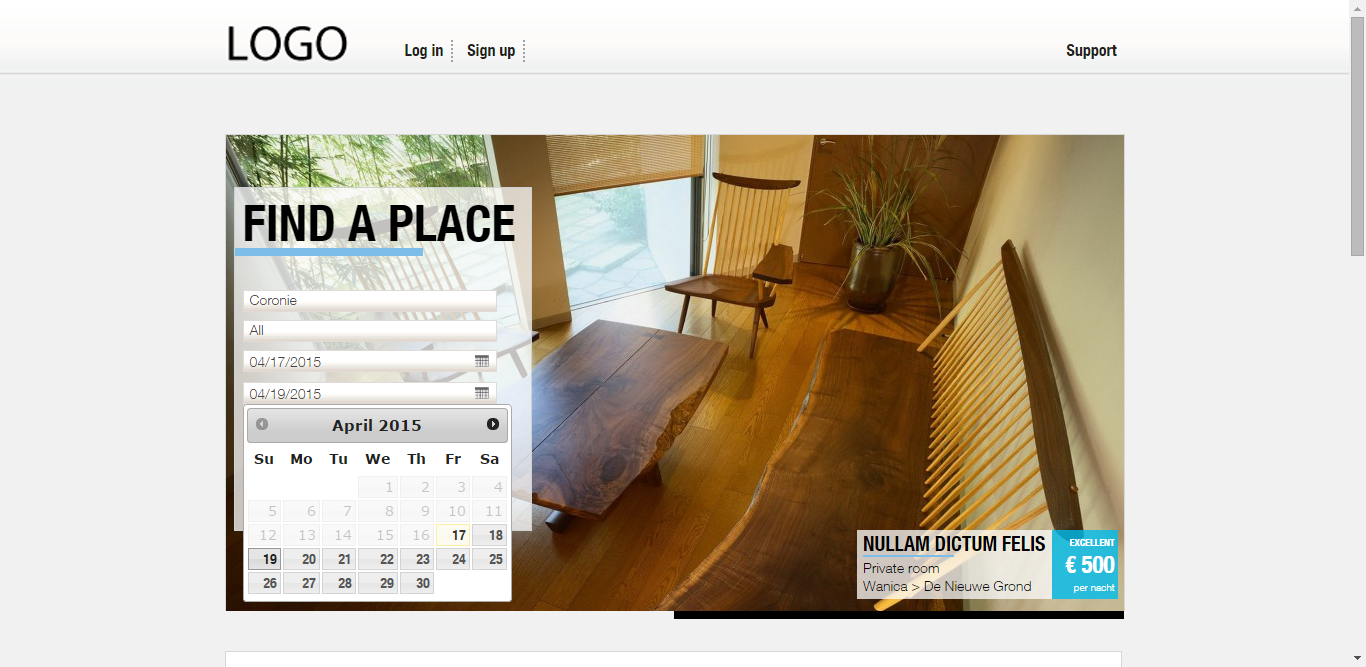 LOGO
Log in
Sign up
Support
FIND A PLACE
Coronie
All
04/17/2015
04/19/2015
April 2015
Su Mo Tu We Th Fr Sa
1 2 3 4
5 6 7 8 9 10 11
12 13 14 15 16 17 18
19 20 21 22 23 24 25
26 27 28 29 30
NULLAM DICTUM FELIS
Private room
Wanica > De Nieuwe Grond
EXCELLENT
€ 500
per nacht